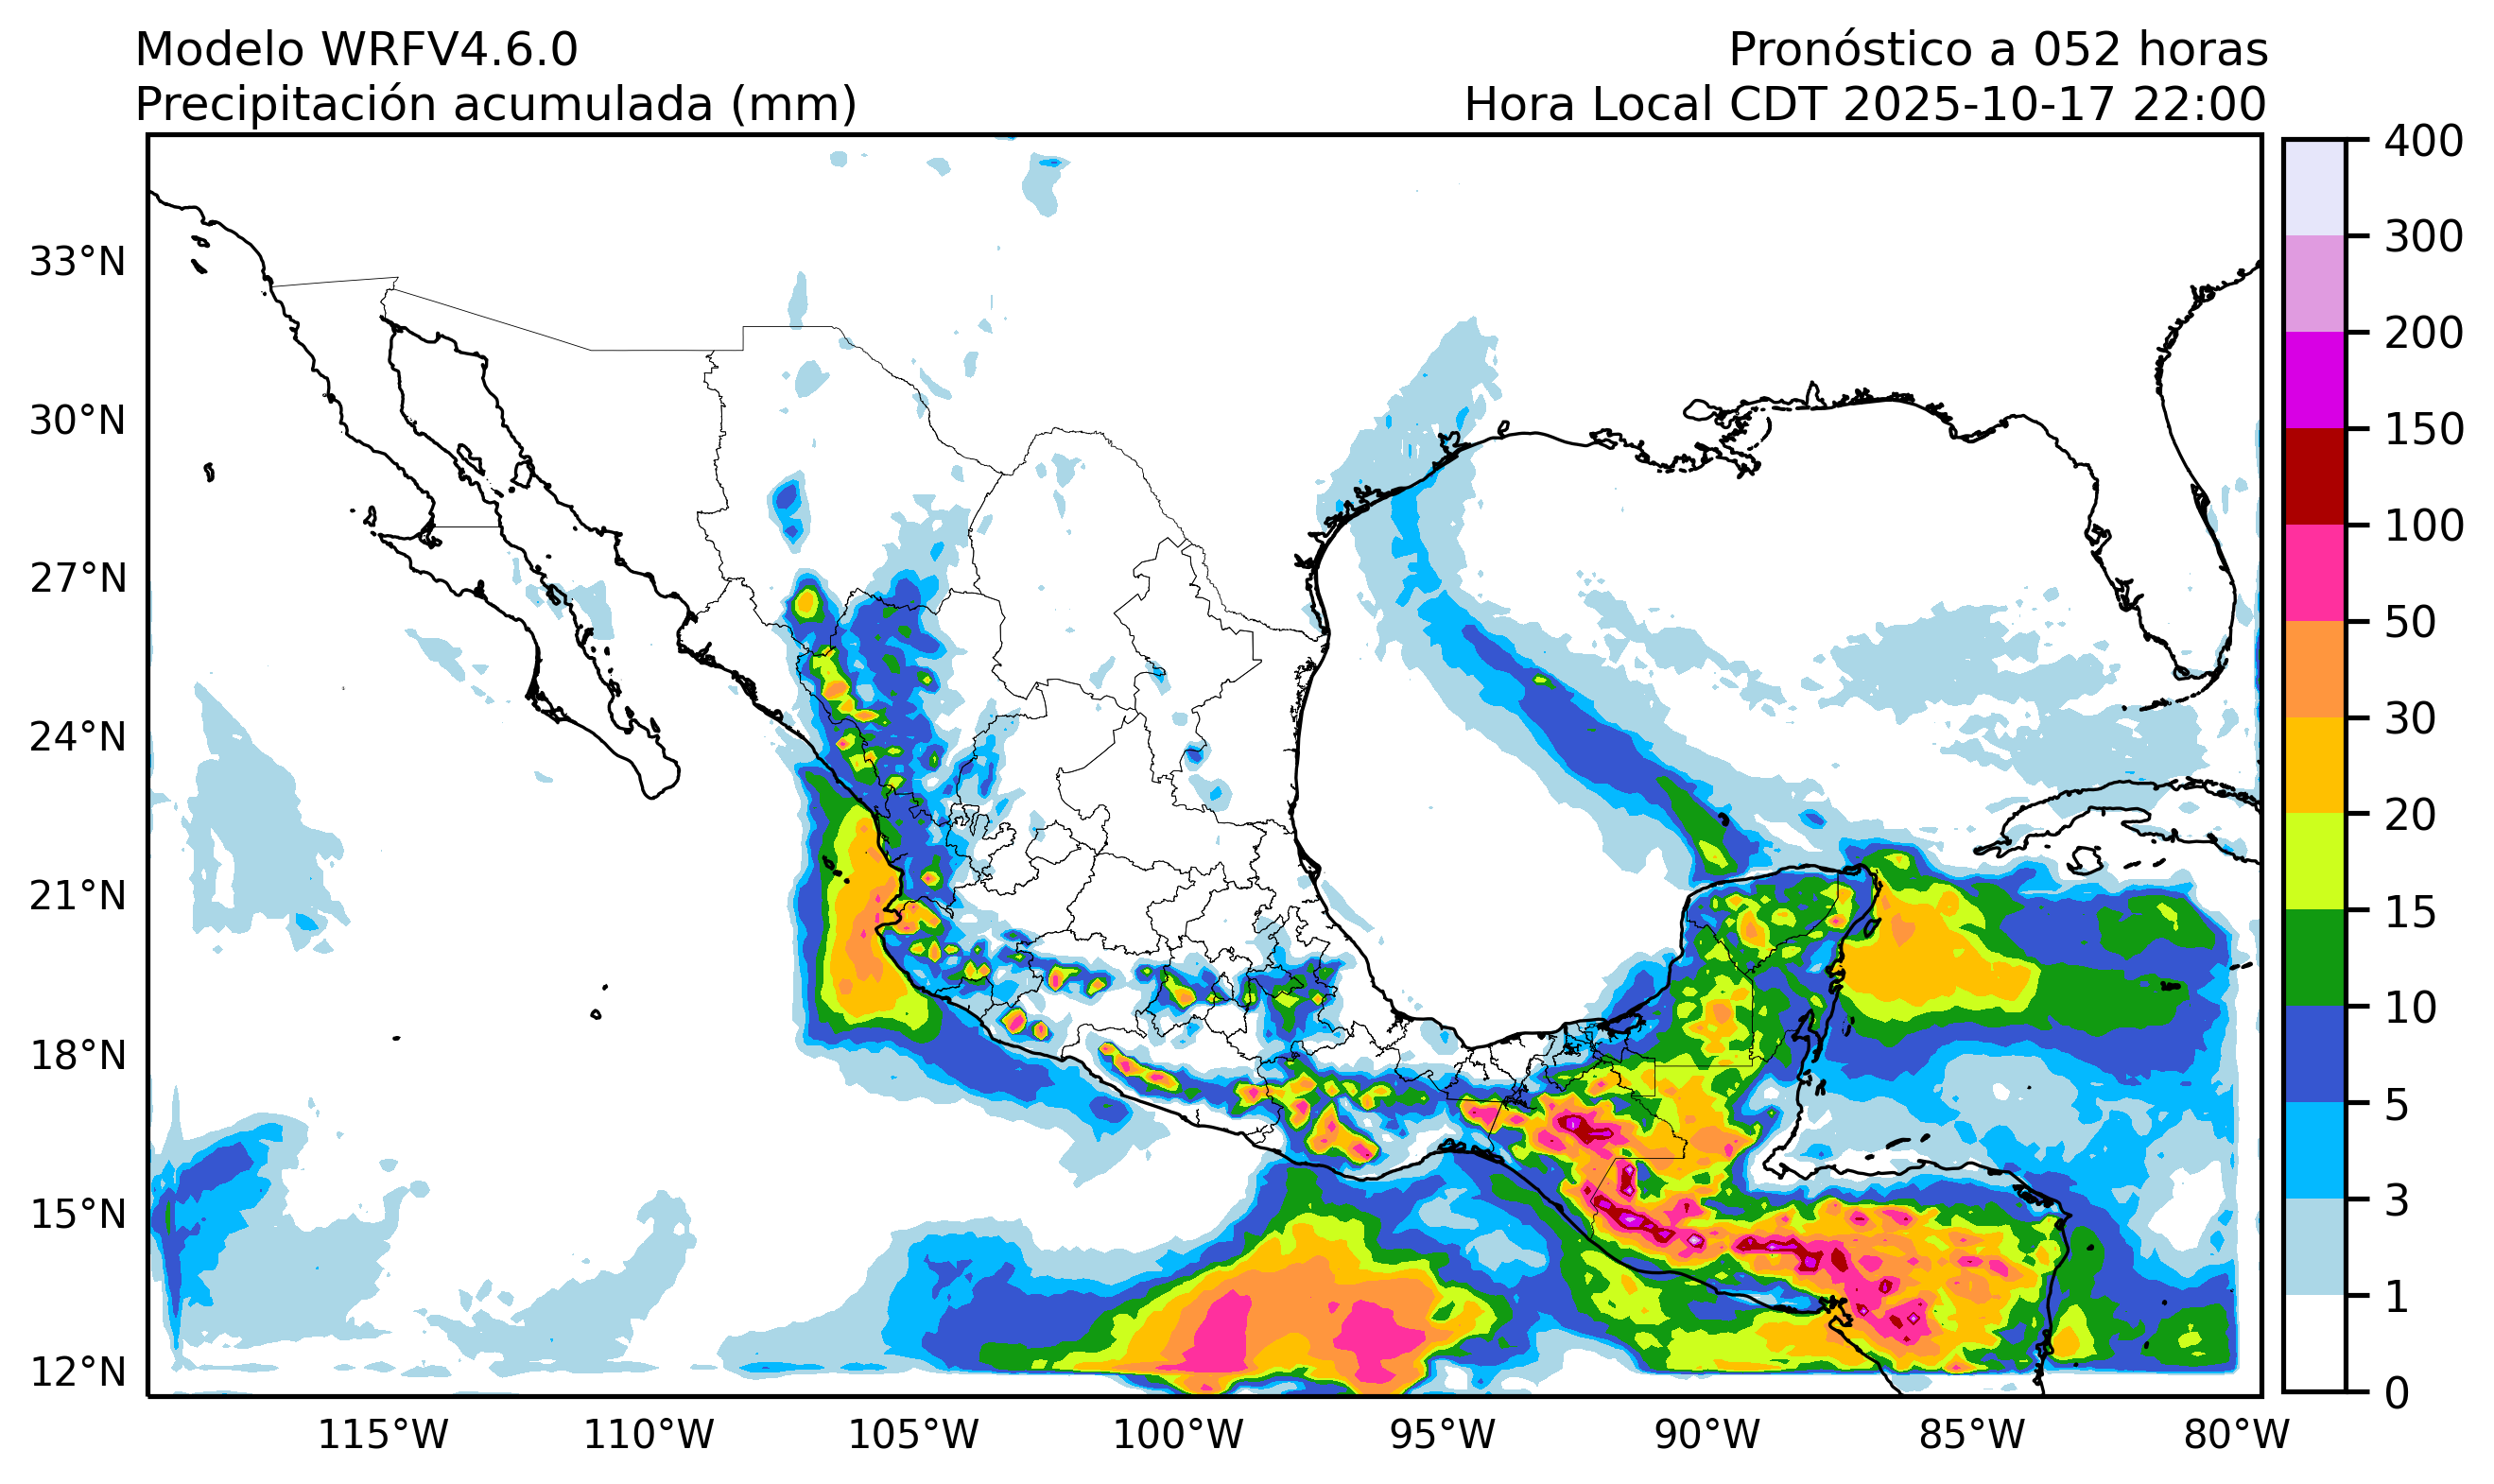 Modelo WRFV4.6.0
Pronóstico a 052 horas
Precipitación acumulada (mm)
Hora Local CDT 2025-10-17 22:00
33°N
30°N
27°N
24°N
21°N
18°N
15°N
12°N
115°W
110°W
105°W
100°W
95°W
90°W
85°W
80°W
400
300
200
150
100
50
30
20
15
10
5
3
1
0